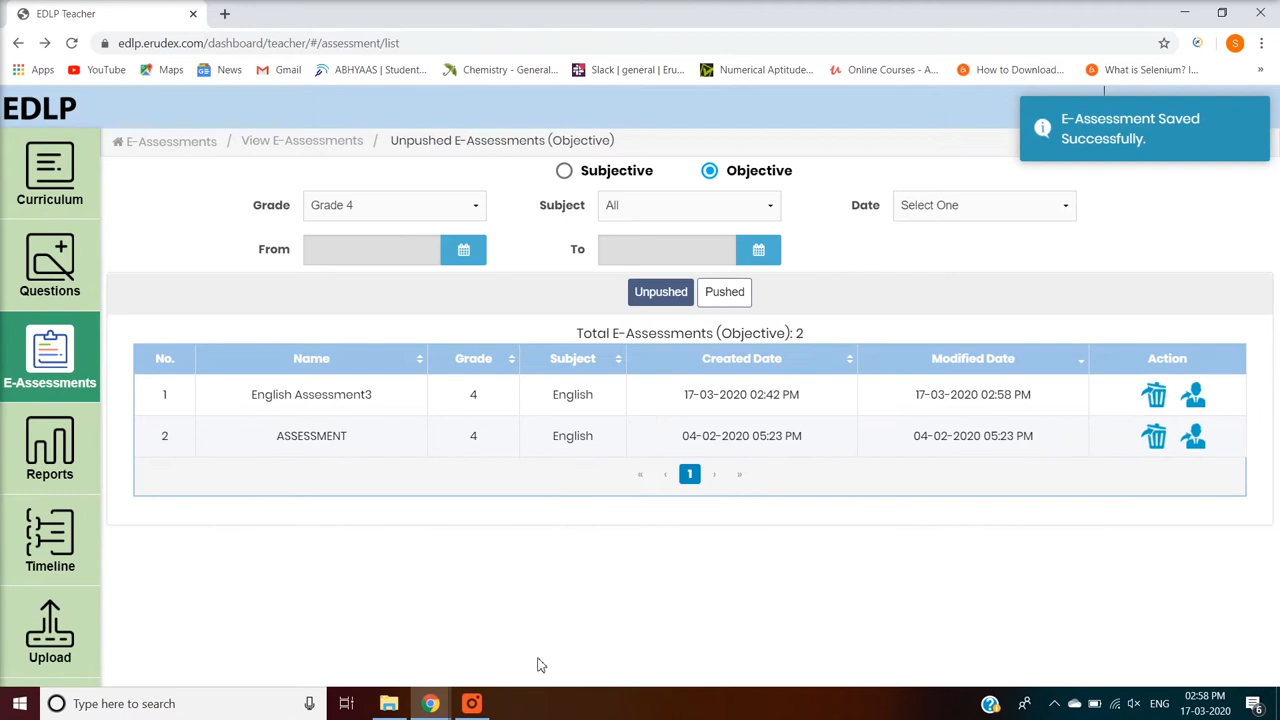 EDLP Teacher
edlp.erudex.com/dashboard/teacher/#/assessment/list
S
Apps YouTube Maps News Gmail ABHYAAS | Student... Chemistry - General... Slack | general | Eru... Numerical Aptitude... Online Courses - A... How to Download... What is Selenium? I... »
EDLP
E-Assessment Saved
Successfully.
E-Assessments / View E-Assessments / Unpushed E-Assessments (Objective)
Subjective Objective
Grade Grade 4 Subject All Date Select One
From To
Unpushed Pushed
Total E-Assessments (Objective): 2
No. Name Grade Subject Created Date Modified Date Action
1 English Assessment3 4 English 17-03-2020 02:42 PM 17-03-2020 02:58 PM
2 ASSESSMENT 4 English 04-02-2020 05:23 PM 04-02-2020 05:23 PM
« ‹ 1 › »
Curriculum
Questions
E-Assessments
Reports
Timeline
Upload
Type here to search
ENG
02:58 PM
17-03-2020
6